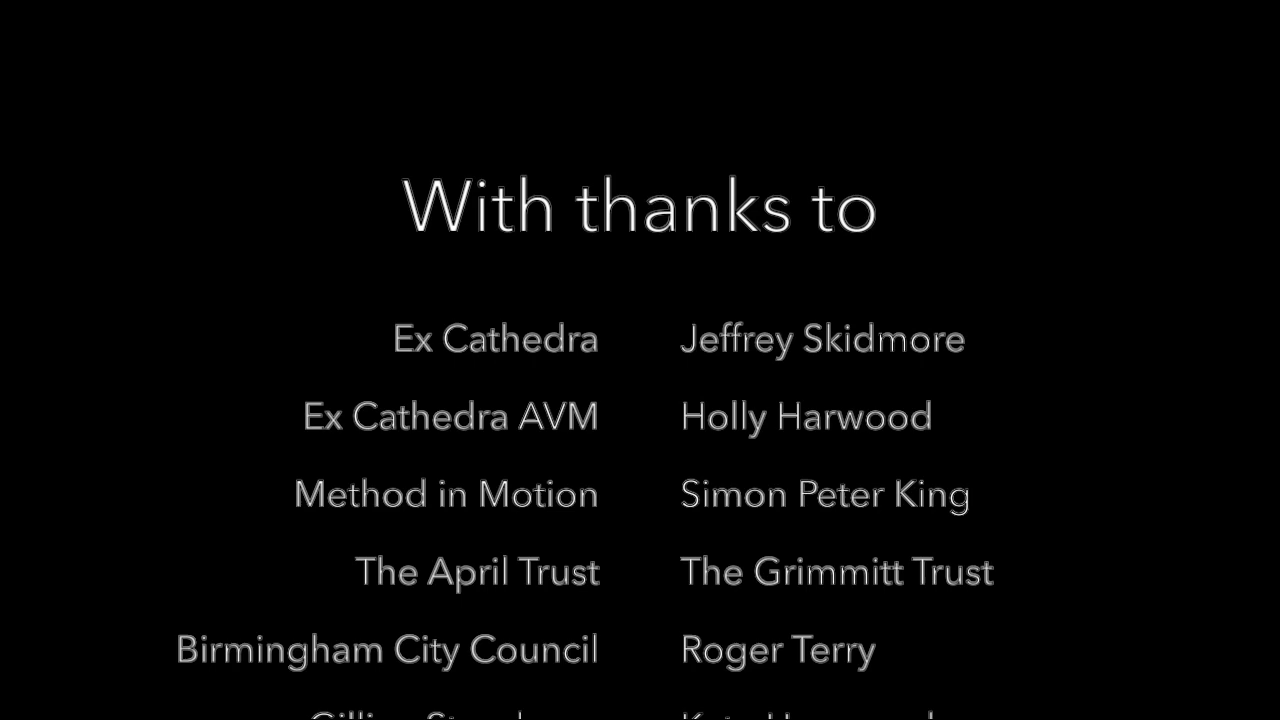 With thanks to
Ex Cathedra Jeffrey Skidmore
Ex Cathedra AVM Holly Harwood
Method in Motion Simon Peter King
The April Trust The Grimmitt Trust
Birmingham City Council Roger Terry